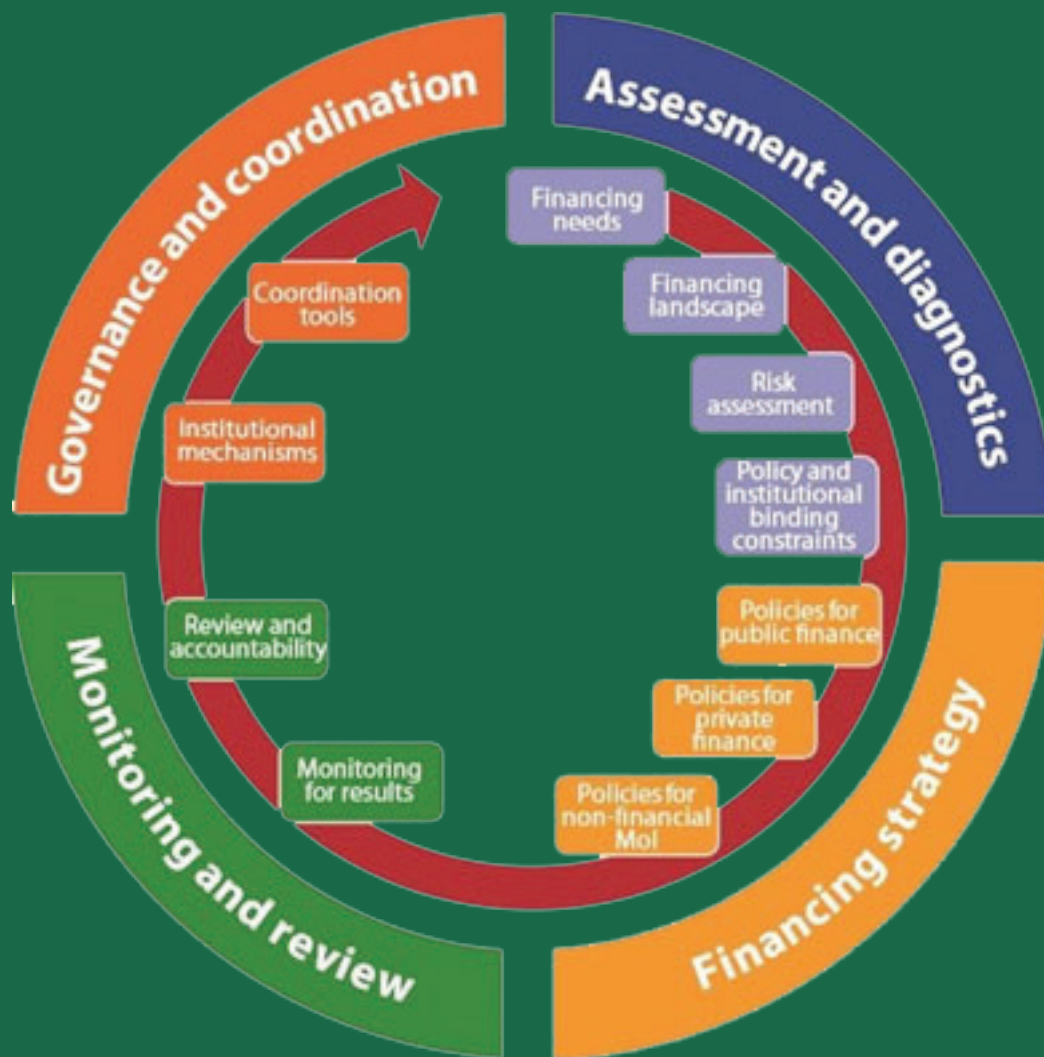 Governance and coordination
Assessment and diagnostics
Financing strategy
Monitoring and review
Financing
needs
Financing
landscape
Risk
assessment
Policy and
institutional
binding
constraints
Policies for
public finance
Policies for
private
finance
Policies for
non-financial
MoI
Monitoring
for results
Review and
accountability
Institutional
mechanisms
Coordination
tools